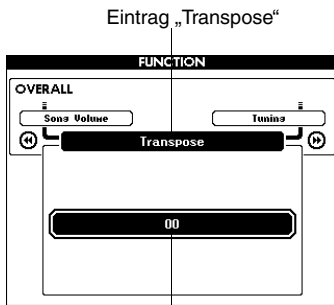 Eintrag „Transpose“
FUNCTION
OVERALL
Song Volume
Tuning
Transpose
00